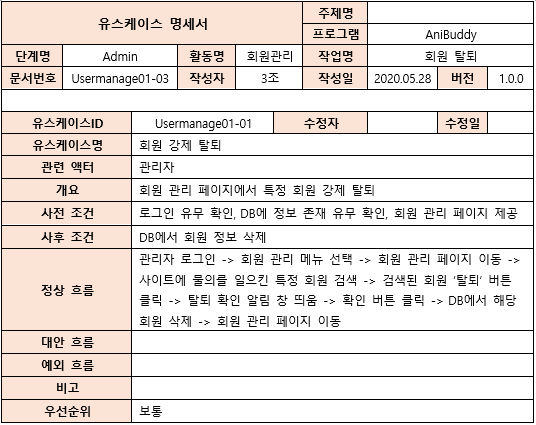 유스케이스 명세서 주제명
프로그램 AniBuddy
단계명 Admin 활동명 회원관리 작업명 회원 탈퇴
문서번호 Usermanage01-03 작성자 3조 작성일 2020.05.28 버전 1.0.0
유스케이스ID Usermanage01-01 수정자 수정일
유스케이스명 회원 강제 탈퇴
관련 액터 관리자
개요 회원 관리 페이지에서 특정 회원 강제 탈퇴
사전 조건 로그인 유무 확인, DB에 정보 존재 유무 확인, 회원 관리 페이지 제공
사후 조건 DB에서 회원 정보 삭제
정상 흐름 관리자 로그인 -> 회원 관리 메뉴 선택 -> 회원 관리 페이지 이동 ->
사이트에 물의를 일으킨 특정 회원 검색 -> 검색된 회원 ‘탈퇴’ 버튼
클릭 -> 탈퇴 확인 알림 창 띄움 -> 확인 버튼 클릭 -> DB에서 해당
회원 삭제 -> 회원 관리 페이지 이동
대안 흐름
예외 흐름
비고
우선순위 보통